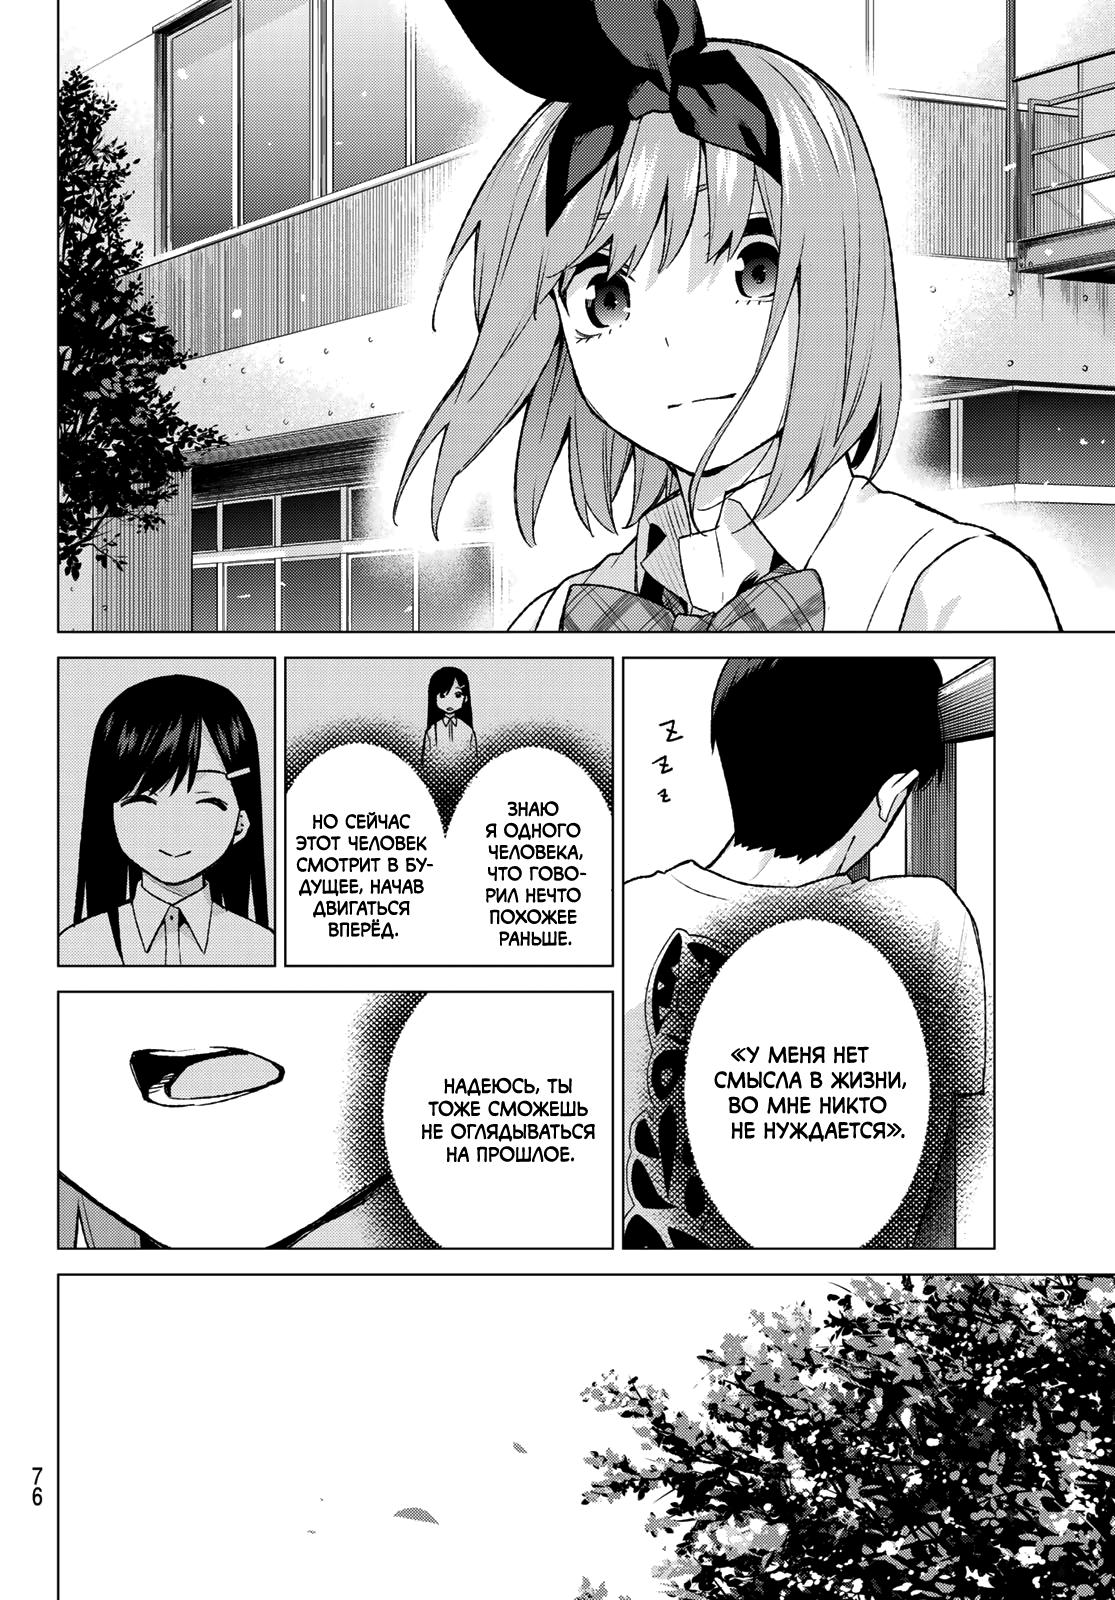 Z
Z
Z
«У МЕНЯ НЕТ
СМЫСЛА В ЖИЗНИ,
ВО МНЕ НИКТО
НЕ НУЖДАЕТСЯ».
ЗНАЮ
Я ОДНОГО
ЧЕЛОВЕКА,
ЧТО ГОВО-
РИЛ НЕЧТО
ПОХОЖЕЕ
РАНЬШЕ.
НО СЕЙЧАС
ЭТОТ ЧЕЛОВЕК
СМОТРИТ В БУ-
ДУЩЕЕ, НАЧАВ
ДВИГАТЬСЯ
ВПЕРЁД.
НАДЕЮСЬ, ТЫ
ТОЖЕ СМОЖЕШЬ
НЕ ОГЛЯДЫВАТЬСЯ
НА ПРОШЛОЕ.
76